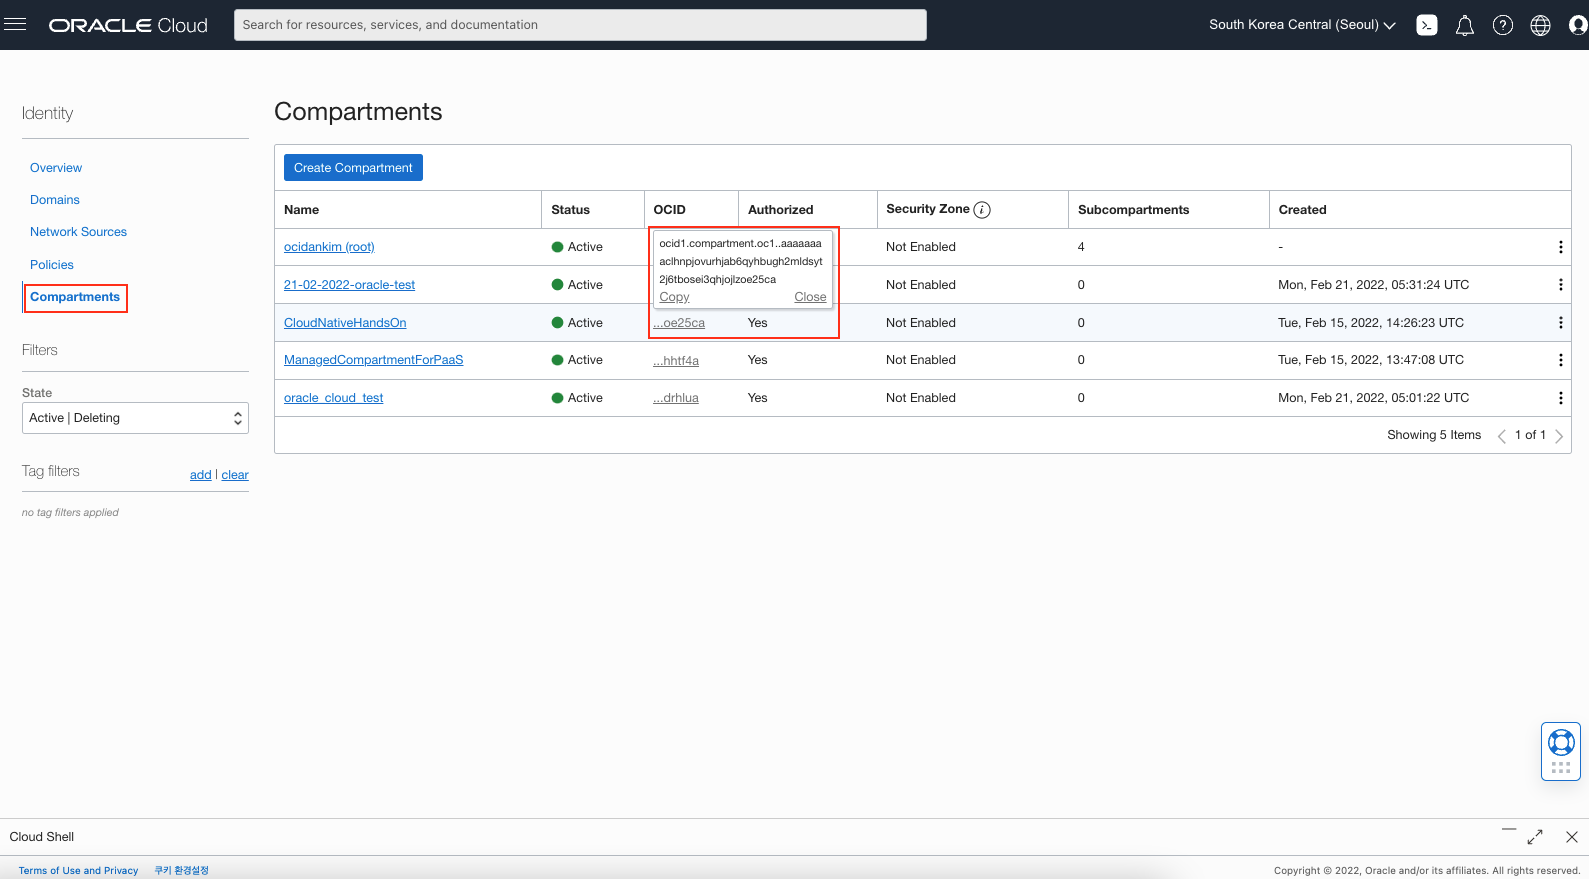 ORACLE Cloud
Search for resources, services, and documentation
South Korea Central (Seoul)
Identity
Overview
Domains
Network Sources
Policies
Compartments
Filters
State
Active | Deleting
Tag filters
add | clear
no tag filters applied
Compartments
Create Compartment
Name Status OCID Authorized Security Zone i Subcompartments Created
ocidankim (root) Active Not Enabled 4 -
ocid1.compartment.oc1..aaaaaaa
aclhnpjovurhjab6qyhbugh2mldsyt
2j6tbosei3qhjojlzoe25ca
Copy Close
21-02-2022-oracle-test Active Not Enabled 0 Mon, Feb 21, 2022, 05:31:24 UTC
CloudNativeHandsOn Active ...oe25ca Yes Not Enabled 0 Tue, Feb 15, 2022, 14:26:23 UTC
ManagedCompartmentForPaaS Active ...hhtf4a Yes Not Enabled 0 Tue, Feb 15, 2022, 13:47:08 UTC
oracle_cloud_test Active ...drhlua Yes Not Enabled 0 Mon, Feb 21, 2022, 05:01:22 UTC
Showing 5 Items 1 of 1
Cloud Shell
Terms of Use and Privacy 쿠키 환경설정
Copyright © 2022, Oracle and/or its affiliates. All rights reserved.